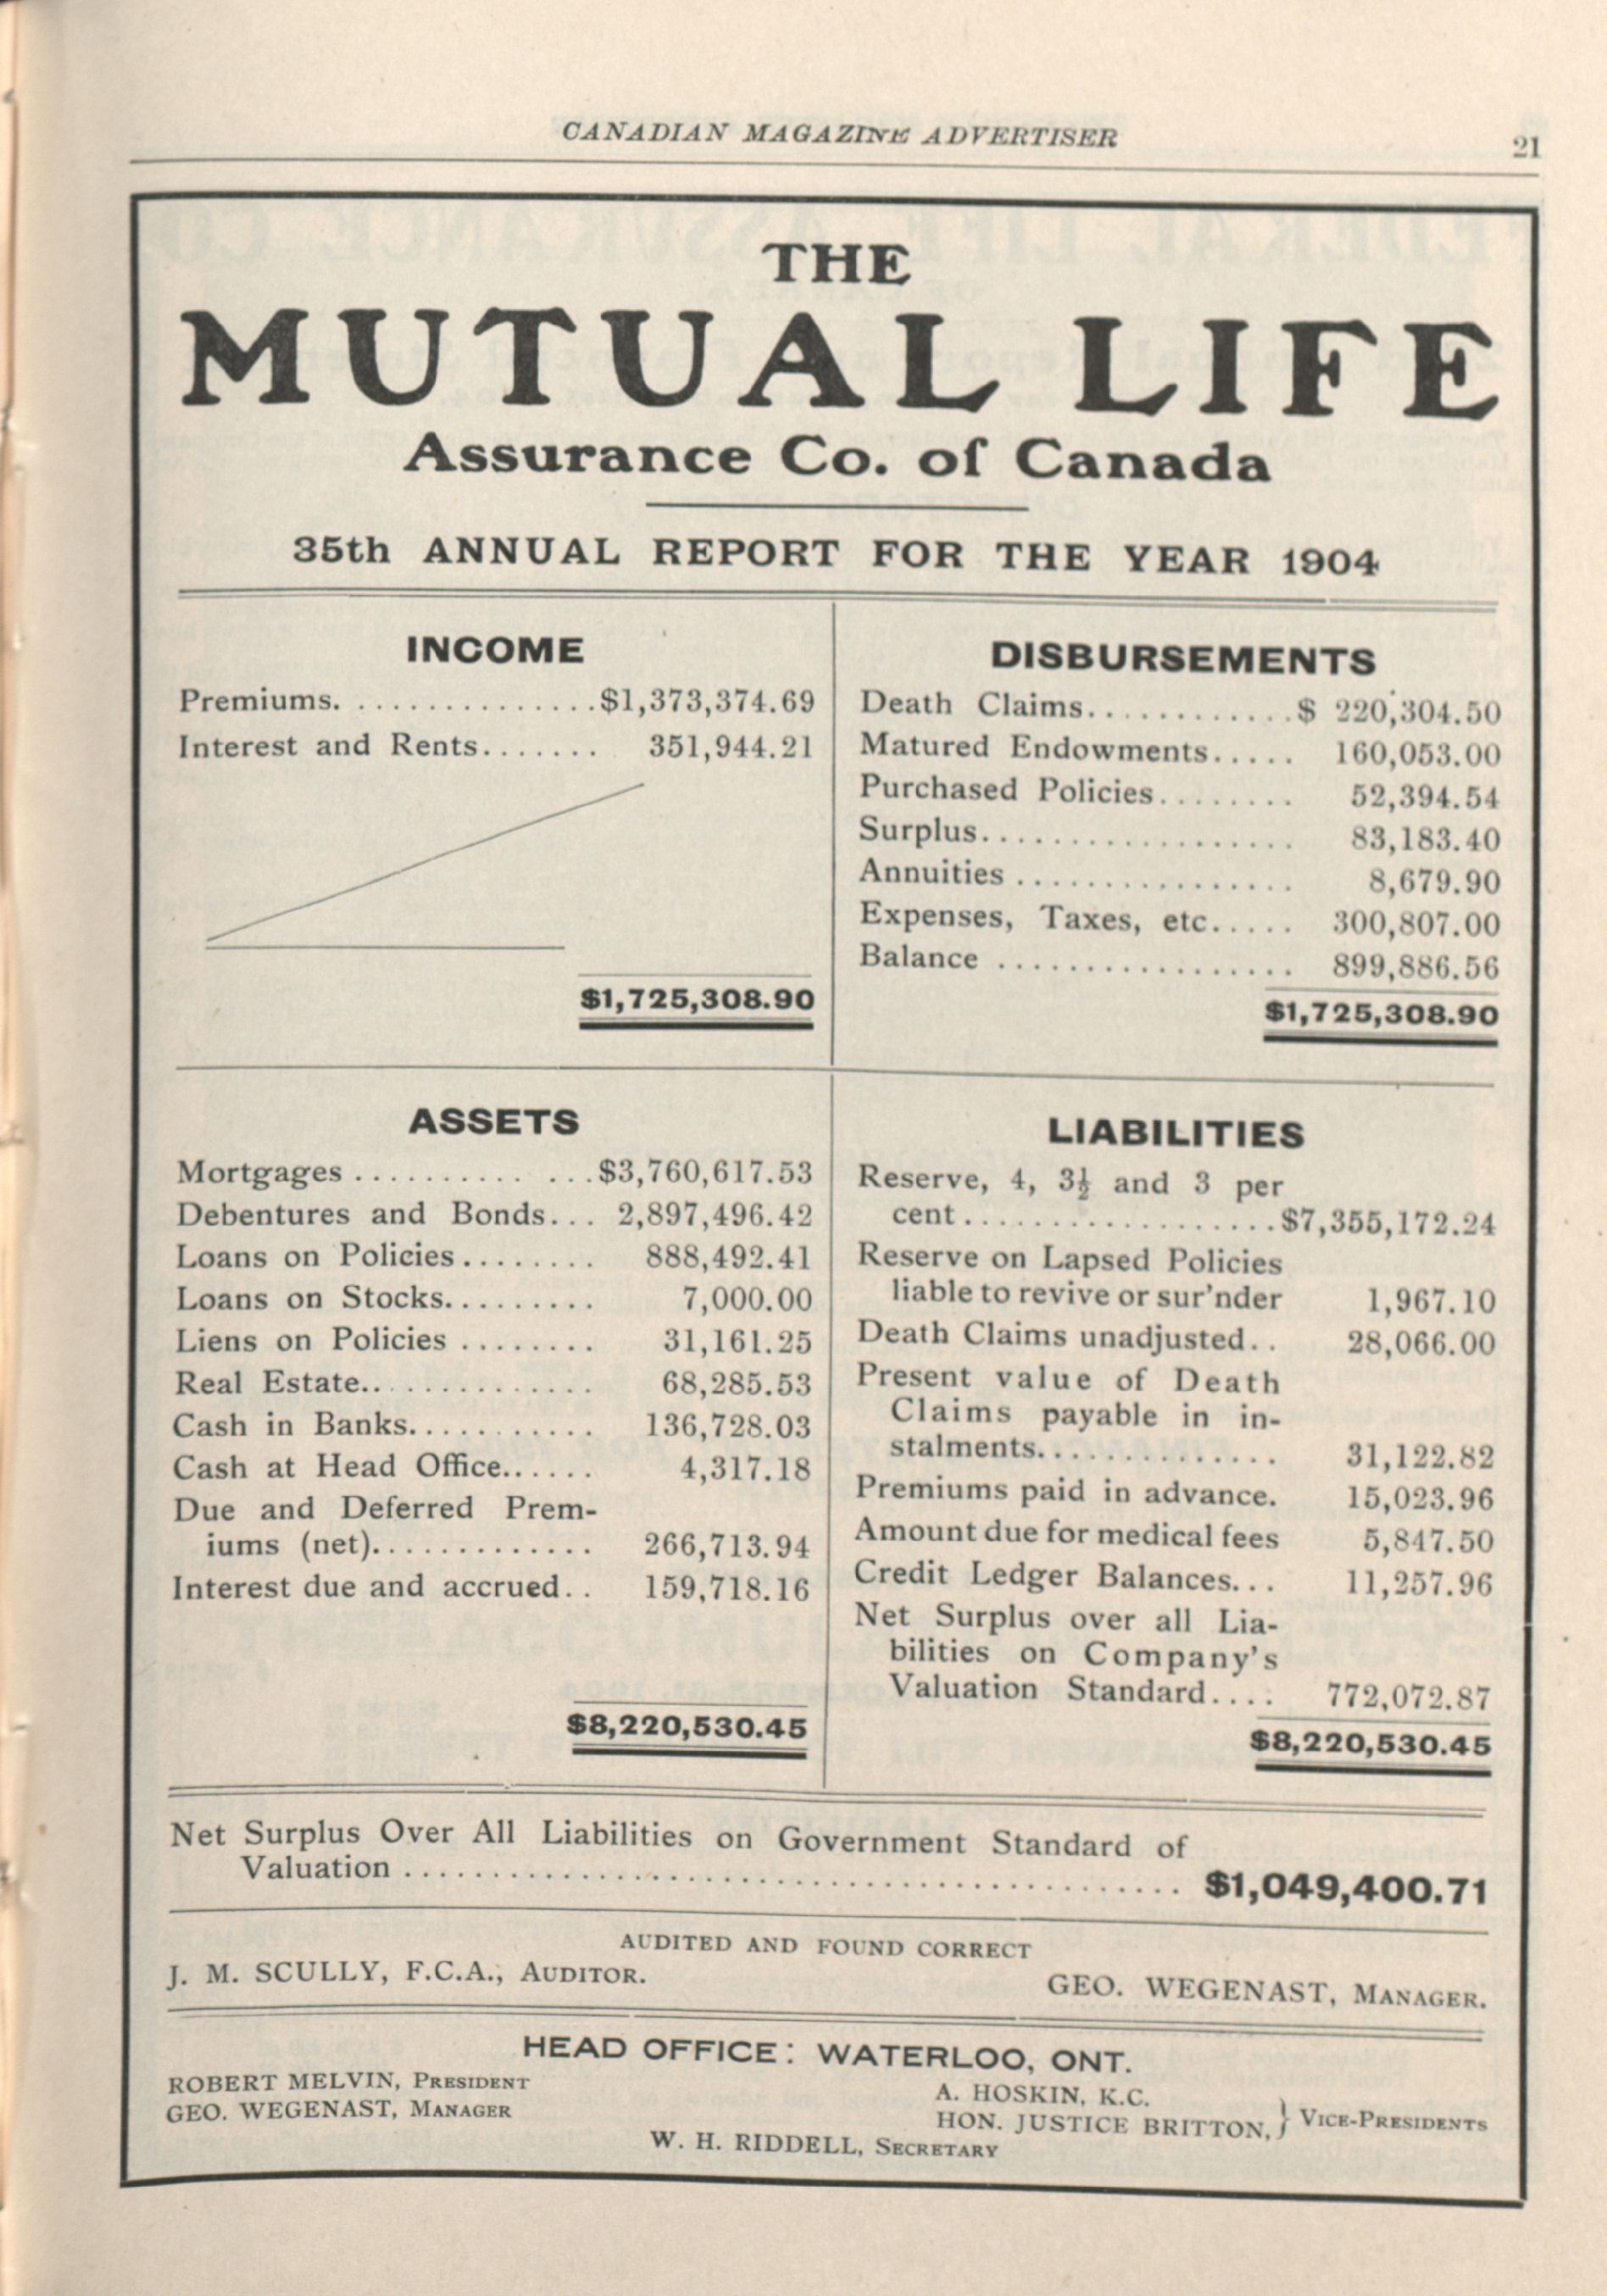 CANADIAN MAGAZINE ADVERTISER 21
THE
MUTUAL LIFE
Assurance Co. of Canada
35th ANNUAL REPORT FOR THE YEAR 1904
INCOME
Premiums. ..............$1,373,374.69
Interest and Rents....... 351,944.21
$1,725,308.90
DISBURSEMENTS
Death Claims............$ 220,304.50
Matured Endowments..... 160,053.00
Purchased Policies........ 52,394.54
Surplus.................. 83,183.40
Annuities ................ 8,679.90
Expenses, Taxes, etc..... 300,807.00
Balance ................. 899,886.56
$1,725,308.90
ASSETS
Mortgages .......... ...$3,760,617.53
Debentures and Bonds... 2,897,496.42
Loans on Policies........ 888,492.41
Loans on Stocks......... 7,000.00
Liens on Policies ........ 31,161.25
Real Estate.............. 68,285.53
Cash in Banks........... 136,728.03
Cash at Head Office...... 4,317.18
Due and Deferred Prem-
iums (net)............. 266,713.94
Interest due and accrued.. 159,718.16
$8,220,530.45
LIABILITIES
Reserve, 4, 3½ and 3 per
cent..................$7,355,172.24
Reserve on Lapsed Policies
liable to revive or sur'nder 1,967.10
Death Claims unadjusted.. 28,066.00
Present value of Death
Claims payable in in-
stalments.............. 31,122.82
Premiums paid in advance. 15,023.96
Amount due for medical fees 5,847.50
Credit Ledger Balances... 11,257.96
Net Surplus over all Lia-
bilities on Company's
Valuation Standard.... 772,072.87
$8,220,530.45
Net Surplus Over All Liabilities on Government Standard of
Valuation ............................................ $1,049,400.71
AUDITED AND FOUND CORRECT
J. M. SCULLY, F.C.A., AUDITOR.
GEO. WEGENAST, MANAGER.
HEAD OFFICE: WATERLOO, ONT.
ROBERT MELVIN, PRESIDENT
GEO. WEGENAST, MANAGER
A. HOSKIN, K.C.
HON. JUSTICE BRITTON, } VICE-PRESIDENTS
W. H. RIDDELL, SECRETARY